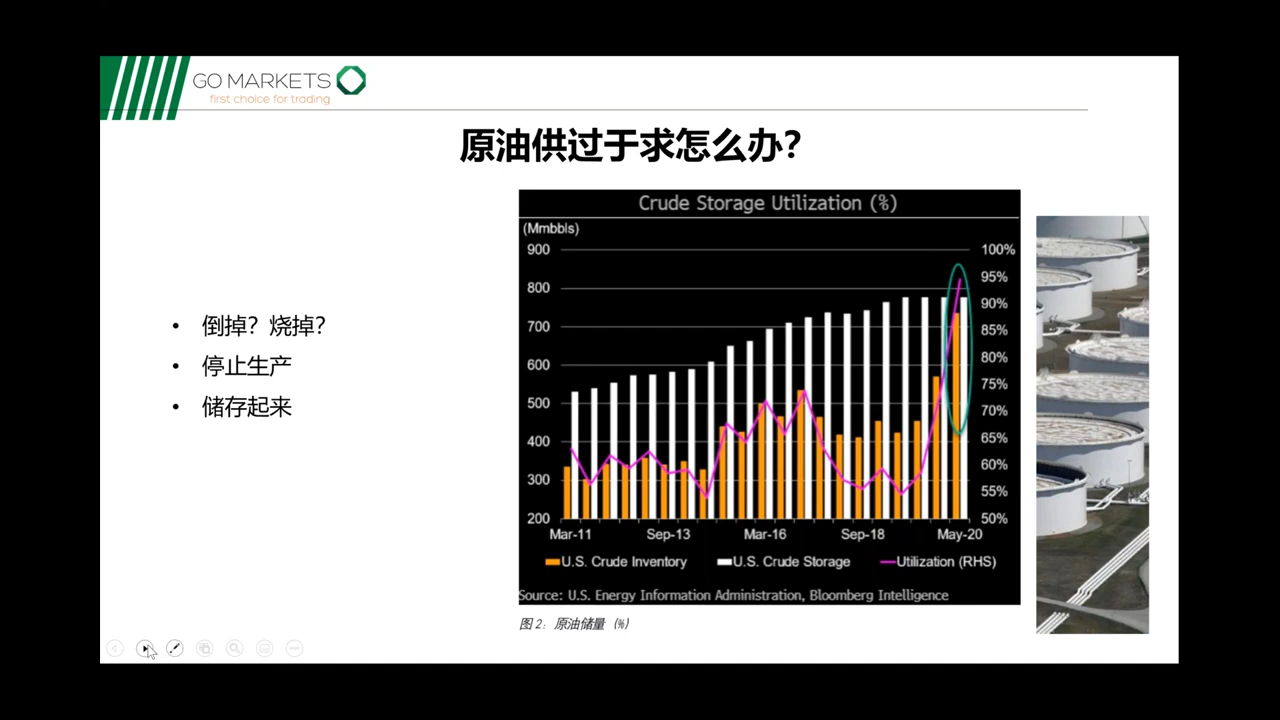 GO MARKETS
first choice for trading
原油供过于求怎么办?
• 倒掉? 烧掉?
• 停止生产
• 储存起来
Crude Storage Utilization (%)
(Mmbbls)
900
800
700
600
500
400
300
200
100%
95%
90%
85%
80%
75%
70%
65%
60%
55%
50%
Mar-11 Sep-13 Mar-16 Sep-18 May-20
U.S. Crude Inventory U.S. Crude Storage Utilization (RHS)
Source: U.S. Energy Information Administration, Bloomberg Intelligence
图 2: 原油储量 (%)